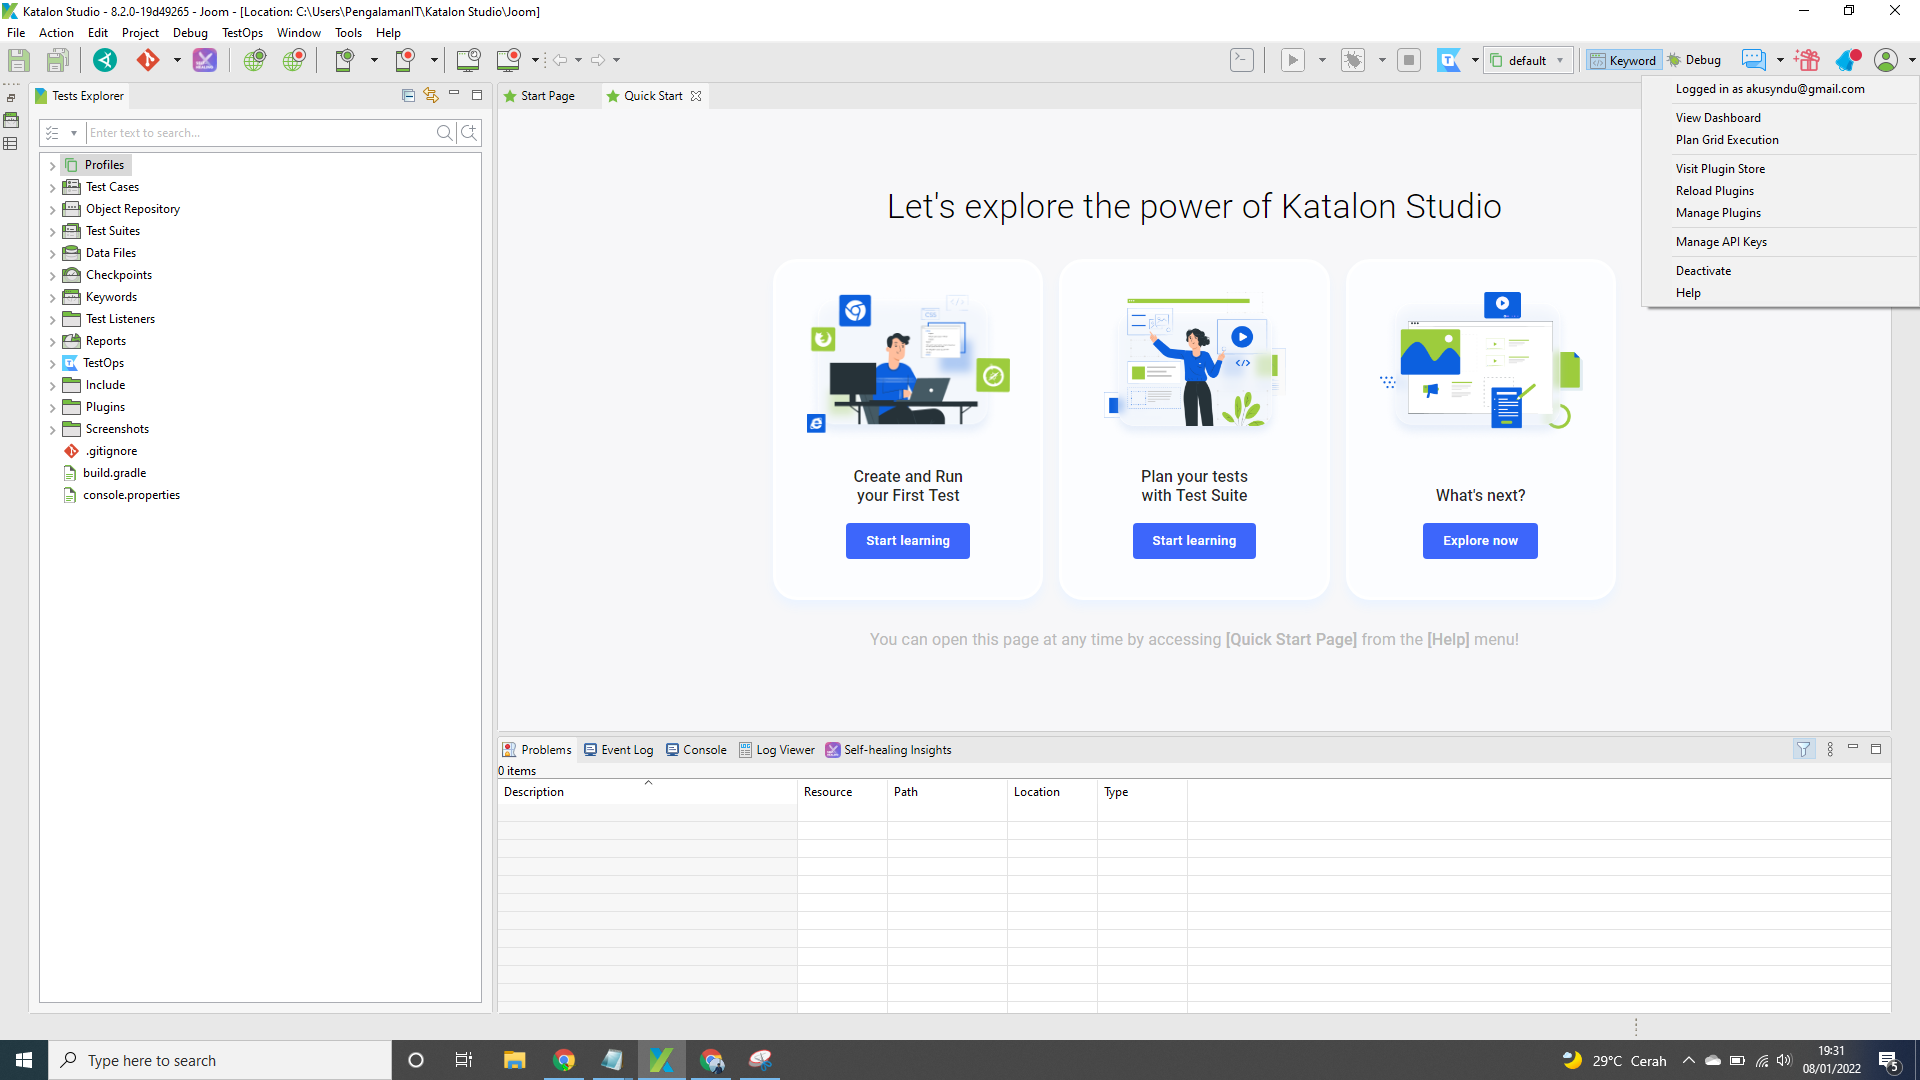 Katalon Studio - 8.2.0-19d49265 - Joom - [Location: C:\Users\PengalamanIT\Katalon Studio\Joom]
File Action Edit Project Debug TestOps Window Tools Help
default Keyword Debug
Logged in as akusyndu@gmail.com
View Dashboard
Plan Grid Execution
Visit Plugin Store
Reload Plugins
Manage Plugins
Manage API Keys
Deactivate
Help
Tests Explorer
Enter text to search...
Profiles
Test Cases
Object Repository
Test Suites
Data Files
Checkpoints
Keywords
Test Listeners
Reports
TestOps
Include
Plugins
Screenshots
.gitignore
build.gradle
console.properties
Start Page Quick Start
Let's explore the power of Katalon Studio
CSS
Create and Run
your First Test
Start learning
Plan your tests
with Test Suite
Start learning
What's next?
Explore now
You can open this page at any time by accessing [Quick Start Page] from the [Help] menu!
Problems Event Log Console Log Viewer Self-healing Insights
0 items
Description Resource Path Location Type
Type here to search
29°C Cerah
19:31
08/01/2022
5